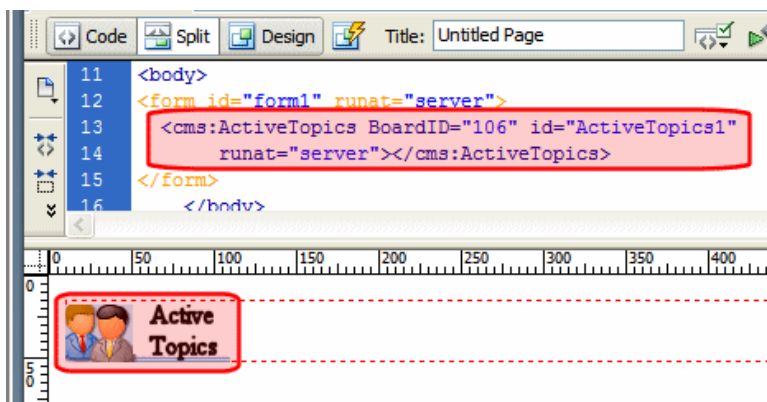 Code Split Design Title: Untitled Page
11 <body>
12 <form id="form1" runat="server">
13 <cms:ActiveTopics BoardID="106" id="ActiveTopics1"
14 runat="server"></cms:ActiveTopics>
15 </form>
16 </body>
0 50 100 150 200 250 300 350 400
0
Active
Topics
50